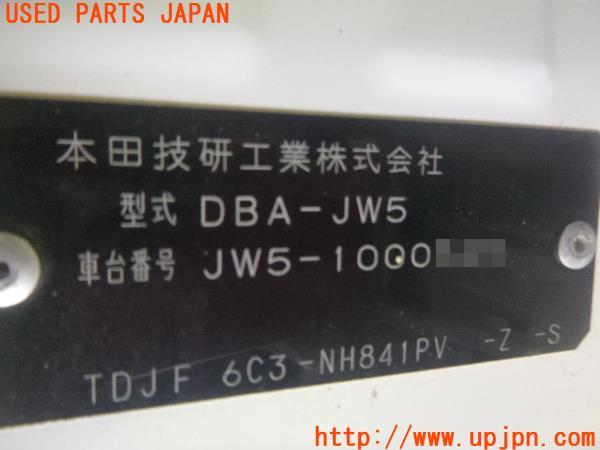 USED PARTS JAPAN
本田技研工業株式会社
型式 DBA-JW5
車台番号 JW5-1000
TDJF 6C3-NH841PV -Z -S
http://www.upjpn.com/